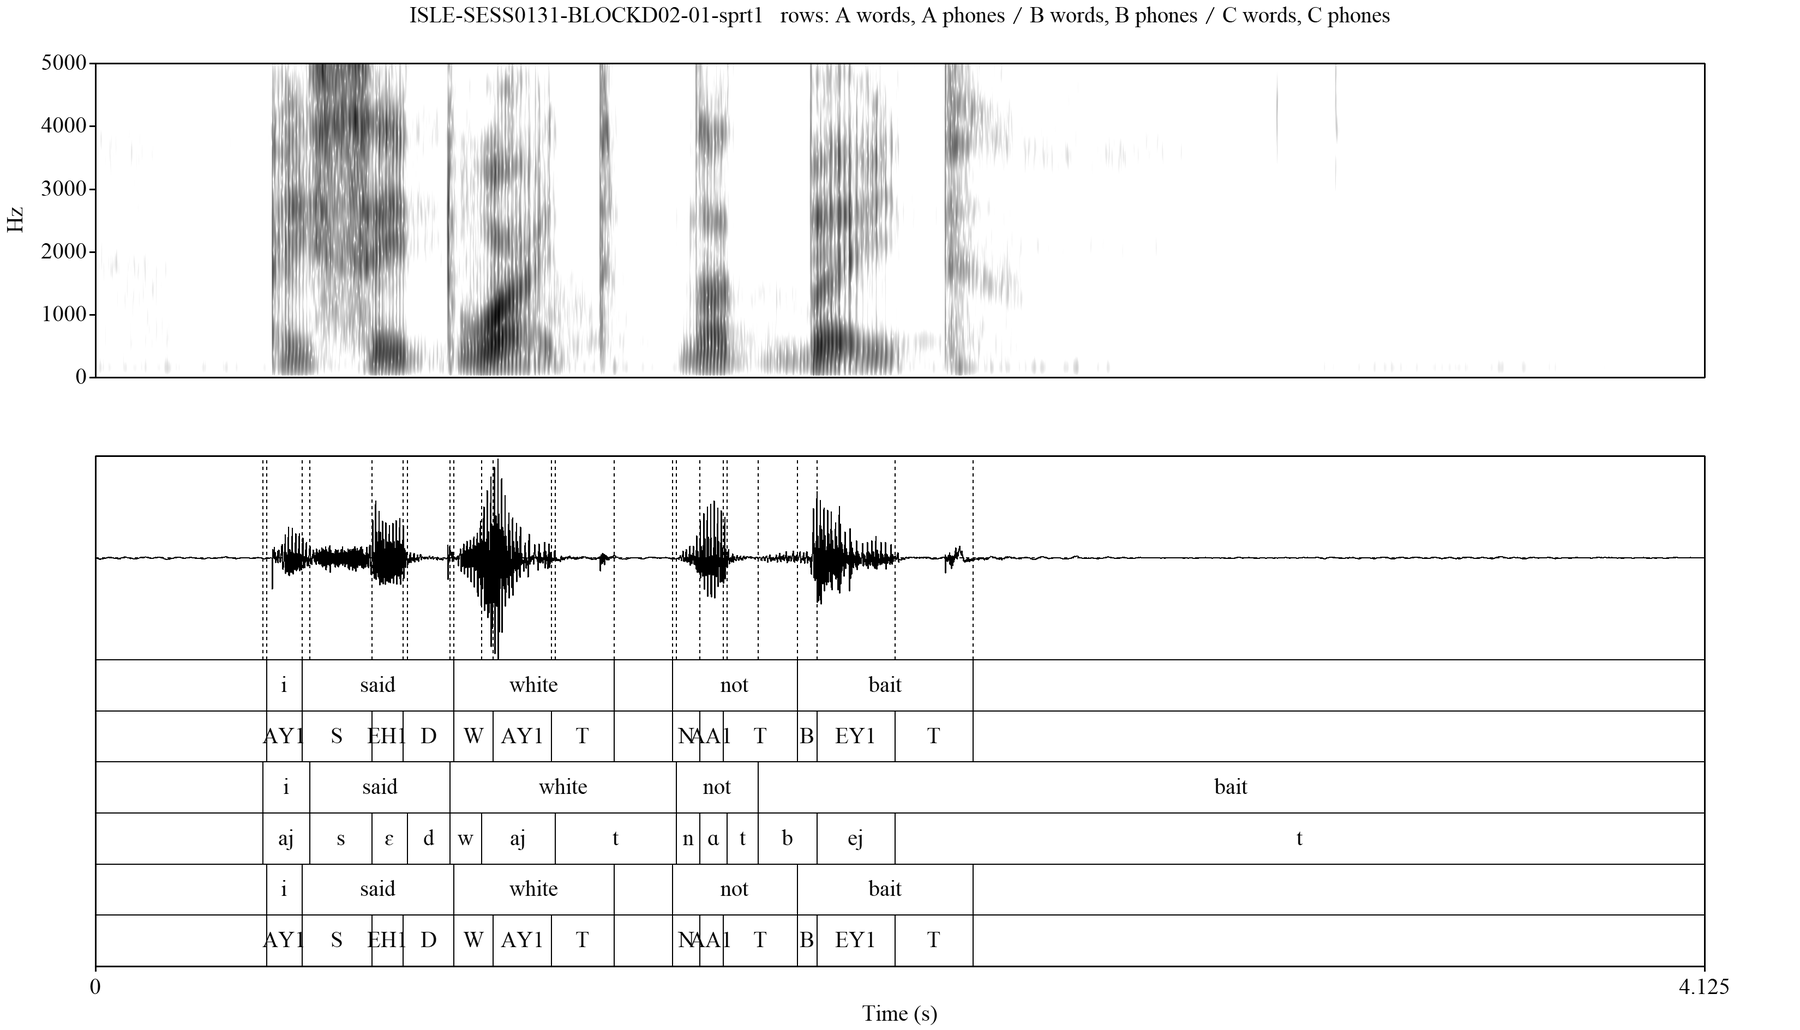 ISLE-SESS0131-BLOCKD02-01-sprt1 rows: A words, A phones / B words, B phones / C words, C phones
5000
4000
3000
2000
1000
0
Hz
i said white not bait
AY1 S EH1 D W AY1 T N AA1 T B EY1 T
i said white not bait
aj s ɛ d w aj t n ɑ t b ej t
i said white not bait
AY1 S EH1 D W AY1 T N AA1 T B EY1 T
0 4.125
Time (s)